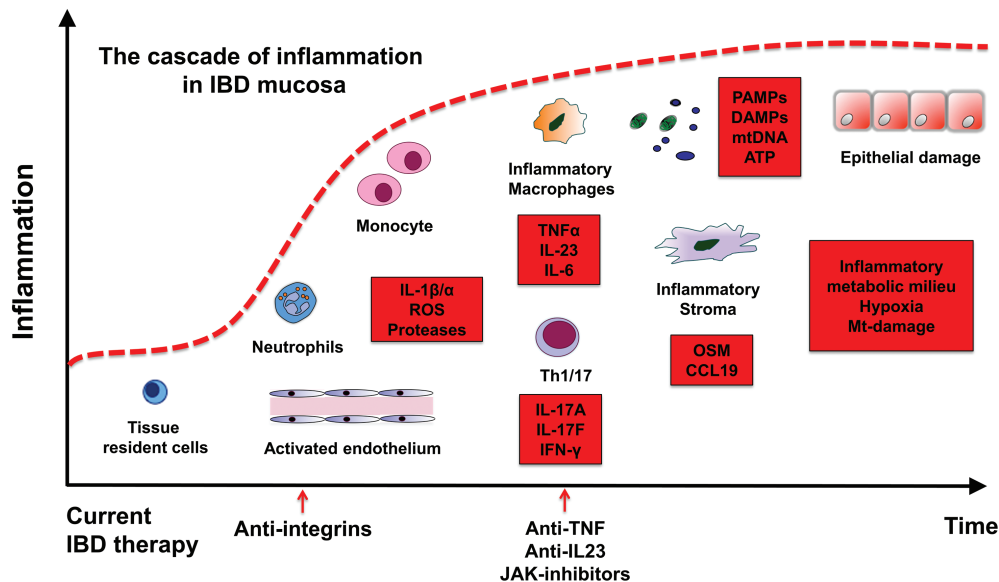 The cascade of inflammation
in IBD mucosa
Inflammation
Monocyte
Neutrophils
IL-1β/α
ROS
Proteases
Tissue
resident cells
Activated endothelium
Inflammatory
Macrophages
TNFα
IL-23
IL-6
Th1/17
IL-17A
IL-17F
IFN-γ
PAMPs
DAMPs
mtDNA
ATP
Inflammatory
Stroma
OSM
CCL19
Epithelial damage
Inflammatory
metabolic milieu
Hypoxia
Mt-damage
Current
IBD therapy
Anti-integrins
Anti-TNF
Anti-IL23
JAK-inhibitors
Time